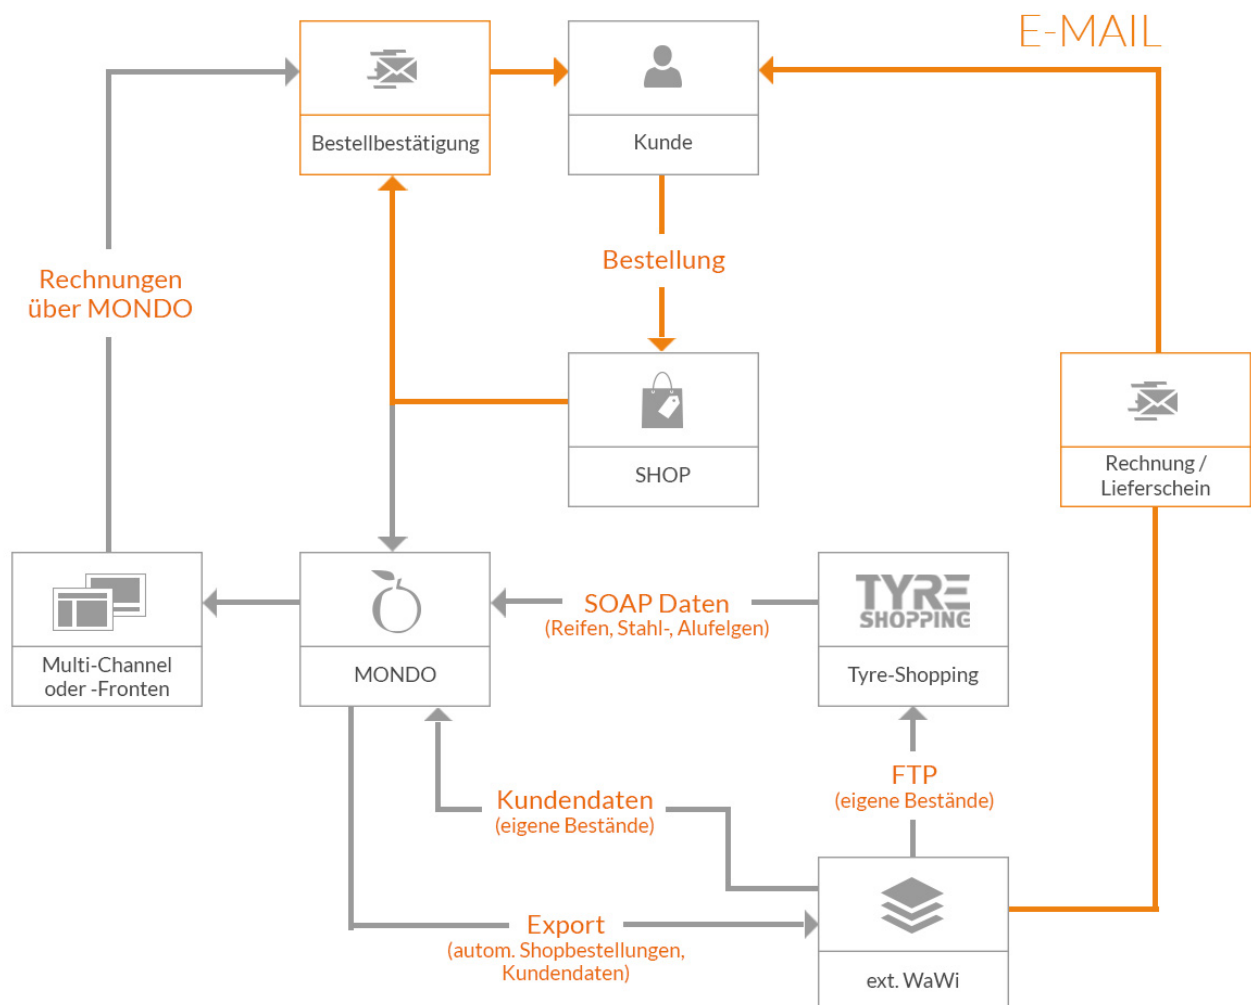 E-MAIL
Bestellbestätigung
Kunde
Rechnungen
über MONDO
Bestellung
SHOP
Rechnung /
Lieferschein
Multi-Channel
oder -Fronten
MONDO
SOAP Daten
(Reifen, Stahl-, Alufelgen)
TYRE
SHOPPING
Tyre-Shopping
Kundendaten
(eigene Bestände)
FTP
(eigene Bestände)
Export
(autom. Shopbestellungen,
Kundendaten)
ext. WaWi